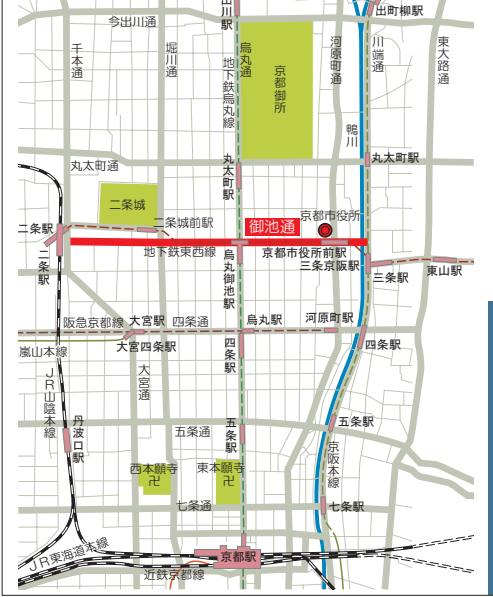 出川駅
出町柳駅
今出川通
千本通
堀川通
烏丸通
地下鉄烏丸線
京都御所
河原町通
川端通
東大路通
鴨川
丸太町通
丸太町駅
丸太町駅
二条城
二条城前駅
御池通
京都市役所
二条駅
二条駅
地下鉄東西線
烏丸御池駅
京都市役所前駅
三条京阪駅
三条駅
東山駅
阪急京都線
大宮駅
四条通
烏丸駅
河原町駅
嵐山本線
大宮四条駅
四条駅
四条駅
JR山陰本線
大宮通
丹波口駅
五条通
五条駅
五条駅
京阪本線
西本願寺
卍
東本願寺
卍
七条通
七条駅
JR東海道本線
京都駅
近鉄京都線